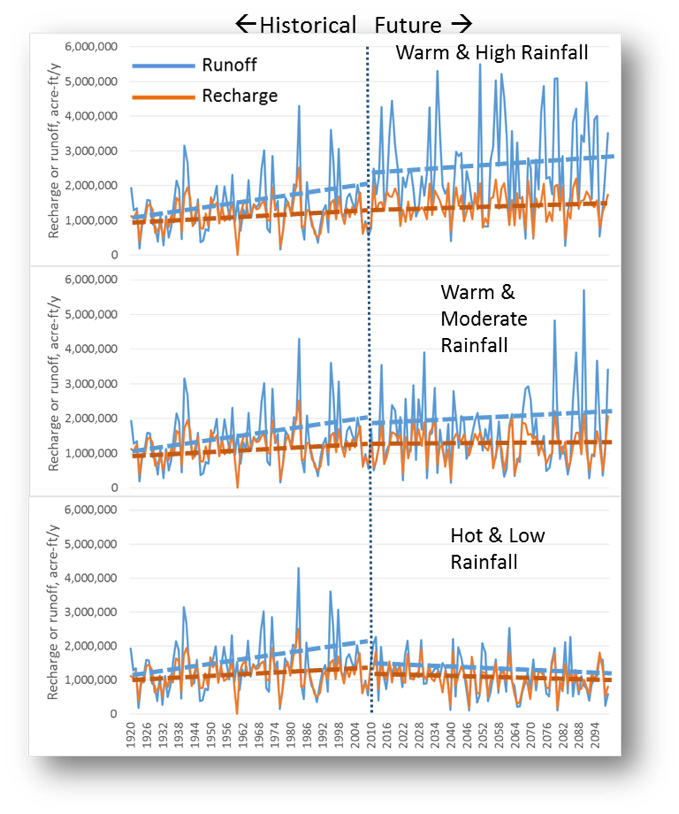 ←Historical Future →
Warm & High Rainfall
Runoff
Recharge
Recharge or runoff, acre-ft/y
6,000,000
5,000,000
4,000,000
3,000,000
2,000,000
1,000,000
0
Warm &
Moderate
Rainfall
Recharge or runoff, acre-ft/y
6,000,000
5,000,000
4,000,000
3,000,000
2,000,000
1,000,000
0
Hot & Low
Rainfall
Recharge or runoff, acre-ft/y
6,000,000
5,000,000
4,000,000
3,000,000
2,000,000
1,000,000
0
1920 1926 1932 1938 1944 1950 1956 1962 1968 1974 1980 1986 1992 1998 2004 2010 2016 2022 2028 2034 2040 2046 2052 2058 2064 2070 2076 2082 2088 2094